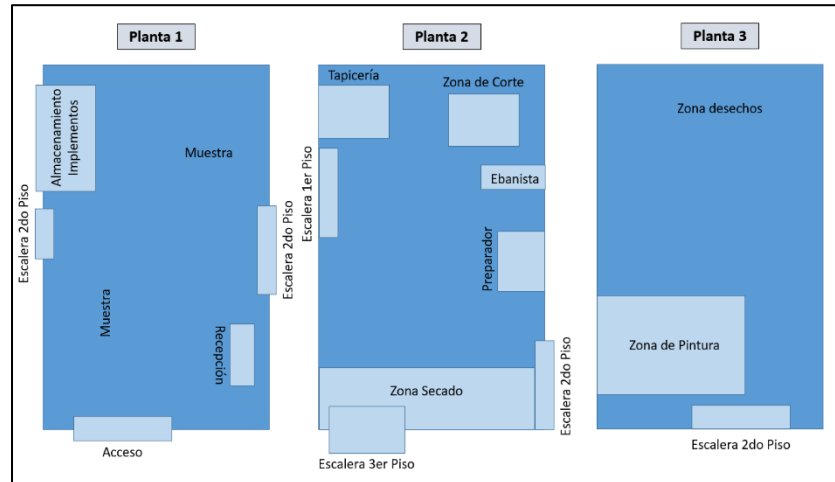 Planta 1
Almacenamiento
Implementos
Muestra
Escalera 2do Piso
Escalera 2do Piso
Muestra
Recepción
Acceso
Planta 2
Tapicería
Zona de Corte
Escalera 1er Piso
Ebanista
Preparador
Zona Secado
Escalera 2do Piso
Escalera 3er Piso
Planta 3
Zona desechos
Zona de Pintura
Escalera 2do Piso